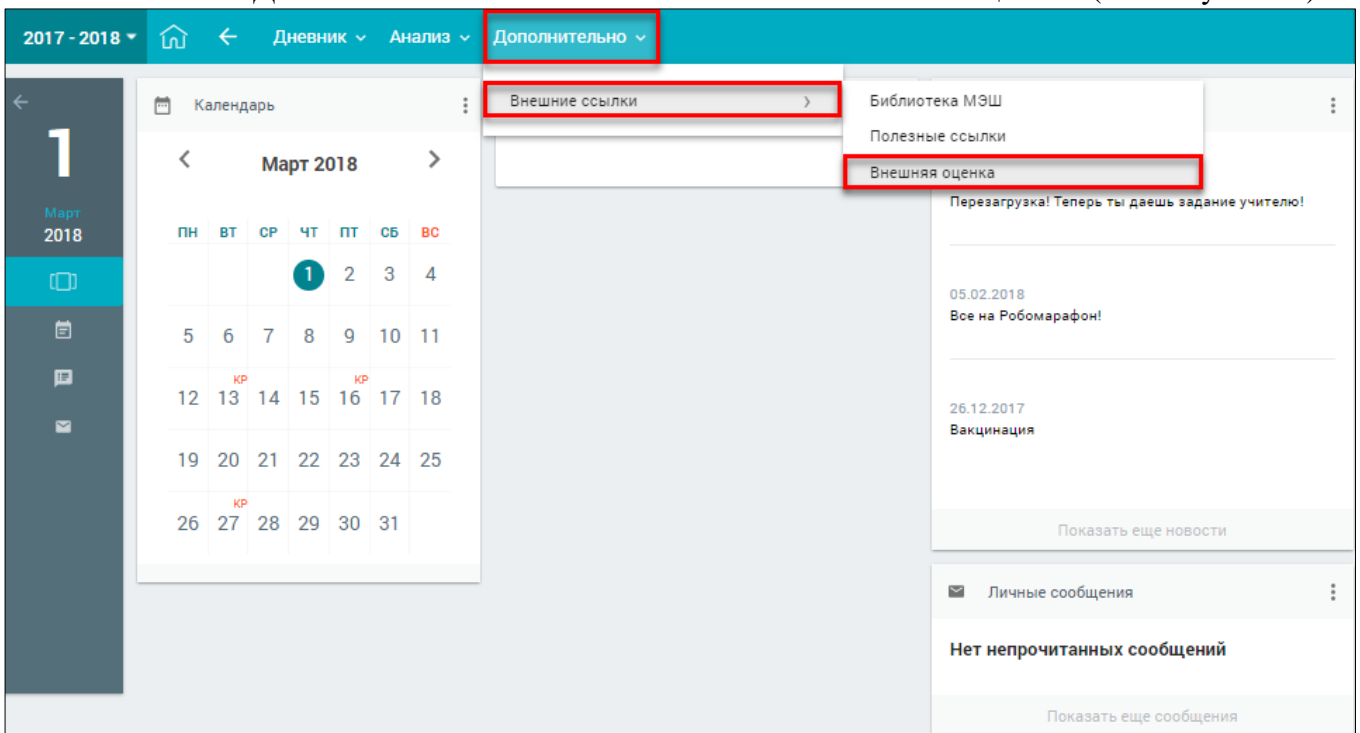 2017 - 2018 Дневник Анализ Дополнительно
1
Март
2018
Календарь
Март 2018
ПН ВТ СР ЧТ ПТ СБ ВС
1 2 3 4
5 6 7 8 9 10 11
КР КР
12 13 14 15 16 17 18
19 20 21 22 23 24 25
КР
26 27 28 29 30 31
Внешние ссылки
Библиотека МЭШ
Полезные ссылки
Внешняя оценка
Перезагрузка! Теперь ты даешь задание учителю!
05.02.2018
Все на Робомарафон!
26.12.2017
Вакцинация
Показать еще новости
Личные сообщения
Нет непрочитанных сообщений
Показать еще сообщения